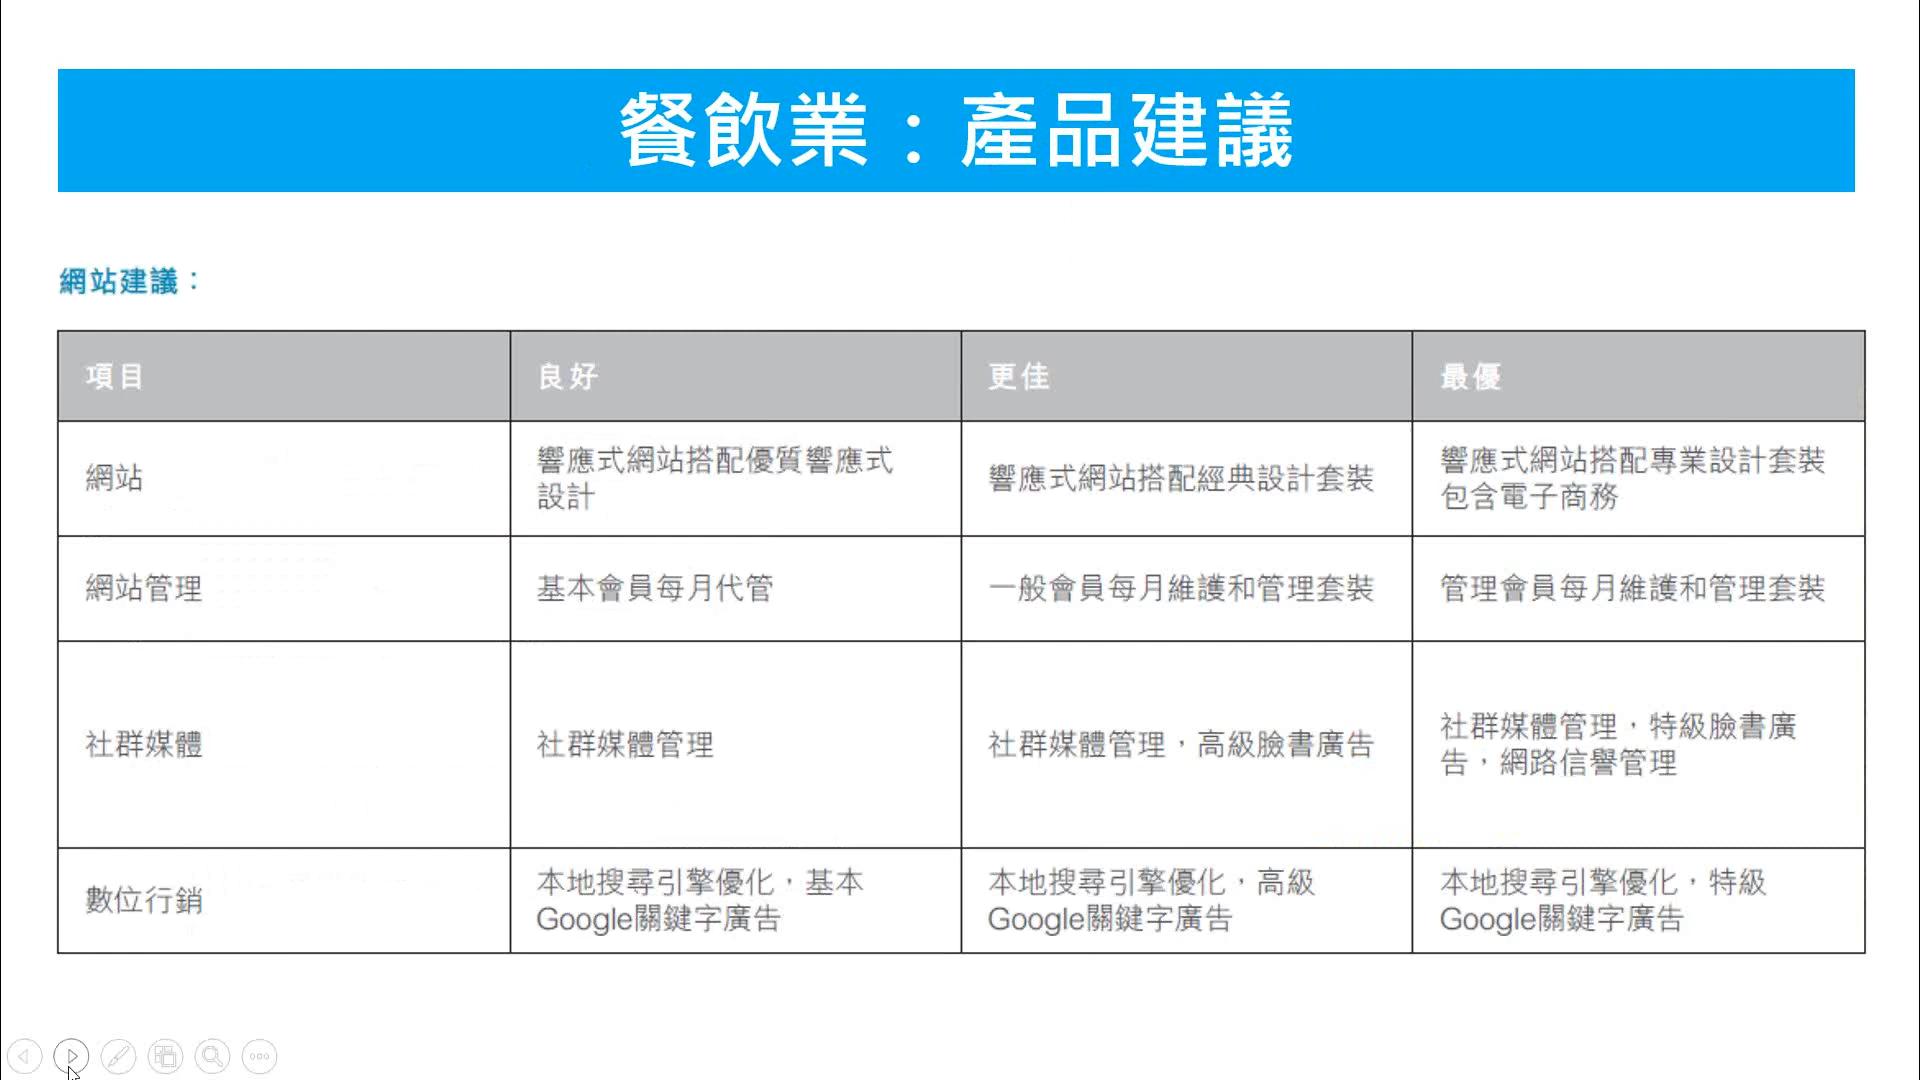 餐飲業：產品建議
網站建議：
項目
良好
更佳
最優
網站
響應式網站搭配優質響應式
設計
響應式網站搭配經典設計套裝
響應式網站搭配專業設計套裝
包含電子商務
網站管理
基本會員每月代管
一般會員每月維護和管理套裝
管理會員每月維護和管理套裝
社群媒體
社群媒體管理
社群媒體管理，高級臉書廣告
社群媒體管理，特級臉書廣
告，網路信譽管理
數位行銷
本地搜尋引擎優化，基本
Google關鍵字廣告
本地搜尋引擎優化，高級
Google關鍵字廣告
本地搜尋引擎優化，特級
Google關鍵字廣告